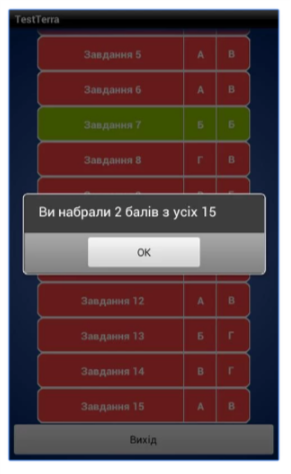 TestTerra
Завдання 5 А В
Завдання 6 А В
Завдання 7 Б Б
Завдання 8 Г В
Ви набрали 2 балів з усіх 15
OK
Завдання 12 А В
Завдання 13 Б Г
Завдання 14 В Г
Завдання 15 А В
Вихід